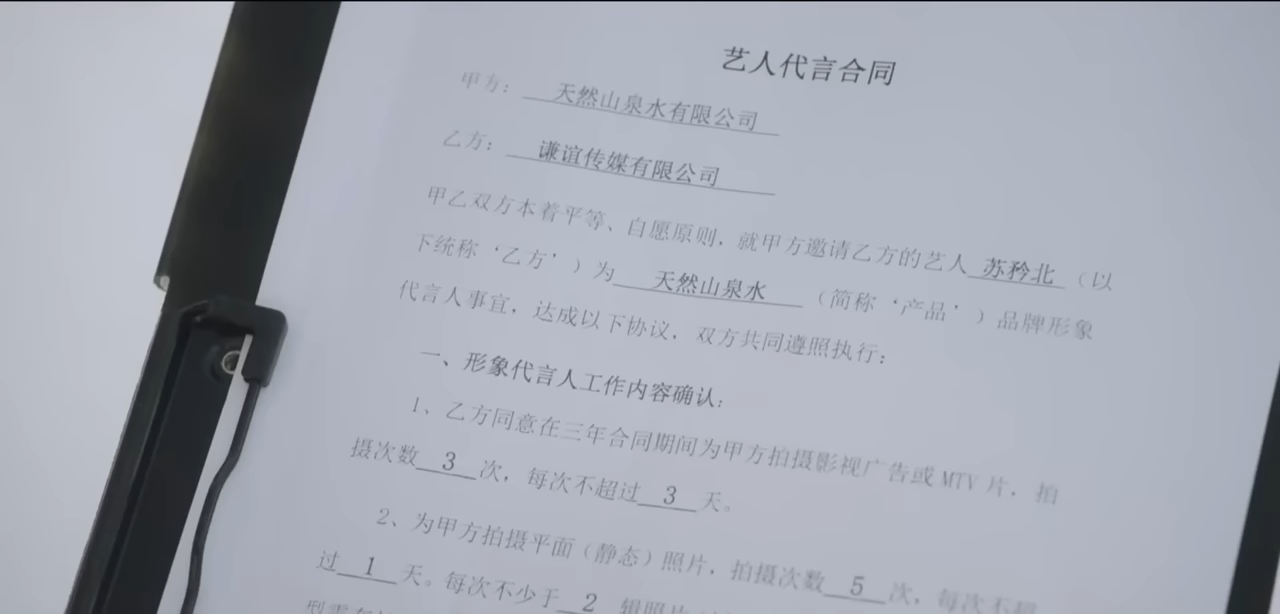 艺人代言合同
甲方：天然山泉水有限公司
乙方：谦谊传媒有限公司
甲乙双方本着平等、自愿原则，就甲方邀请乙方的艺人苏矜北（以
下统称‘乙方’）为天然山泉水（简称‘产品’）品牌形象
代言人事宜，达成以下协议，双方共同遵照执行：
一、形象代言人工作内容确认：
1、乙方同意在三年合同期间为甲方拍摄影视广告或MTV片，拍
摄次数3次，每次不超过3天。
2、为甲方拍摄平面（静态）照片，拍摄次数5次，每次不超
过1天。每次不少于2辑照片